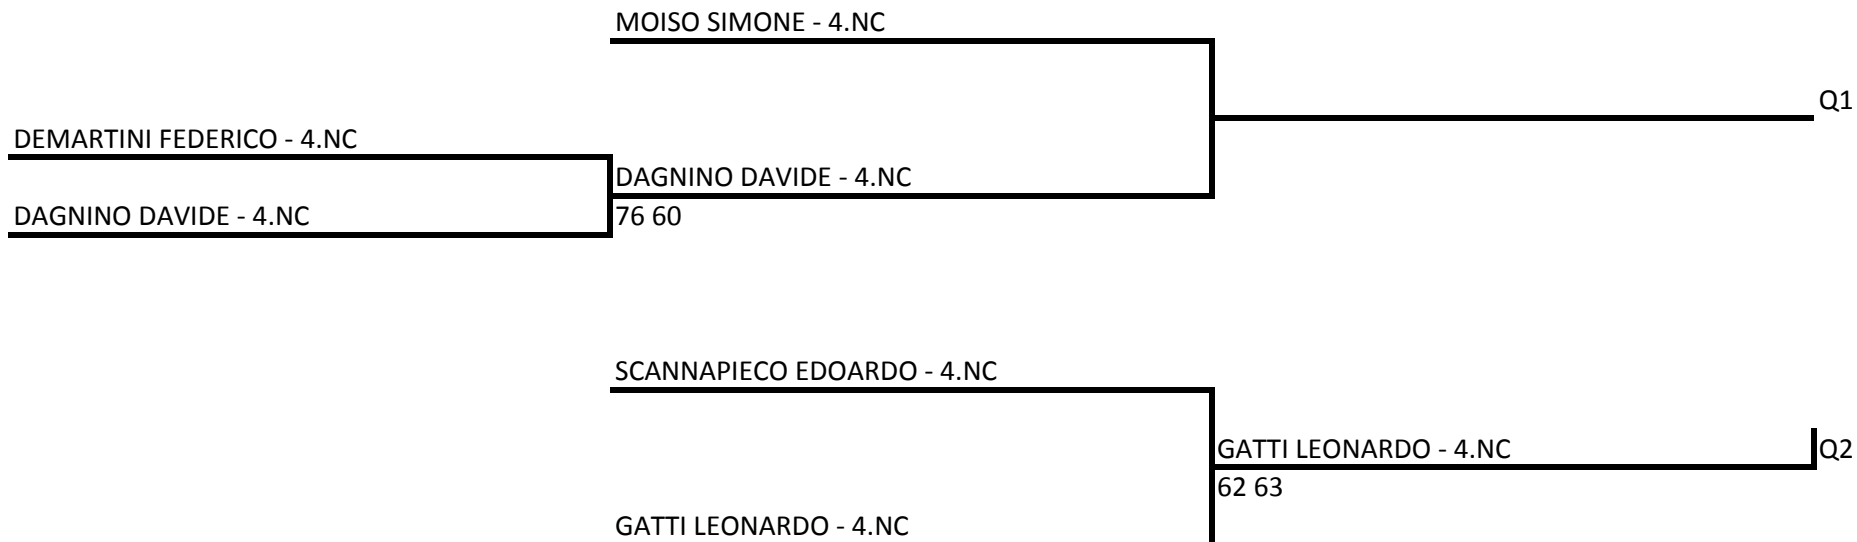 MOISO SIMONE - 4.NC
Q1
DEMARTINI FEDERICO - 4.NC
DAGNINO DAVIDE - 4.NC
DAGNINO DAVIDE - 4.NC
76 60
SCANNAPIECO EDOARDO - 4.NC
GATTI LEONARDO - 4.NC
Q2
62 63
GATTI LEONARDO - 4.NC